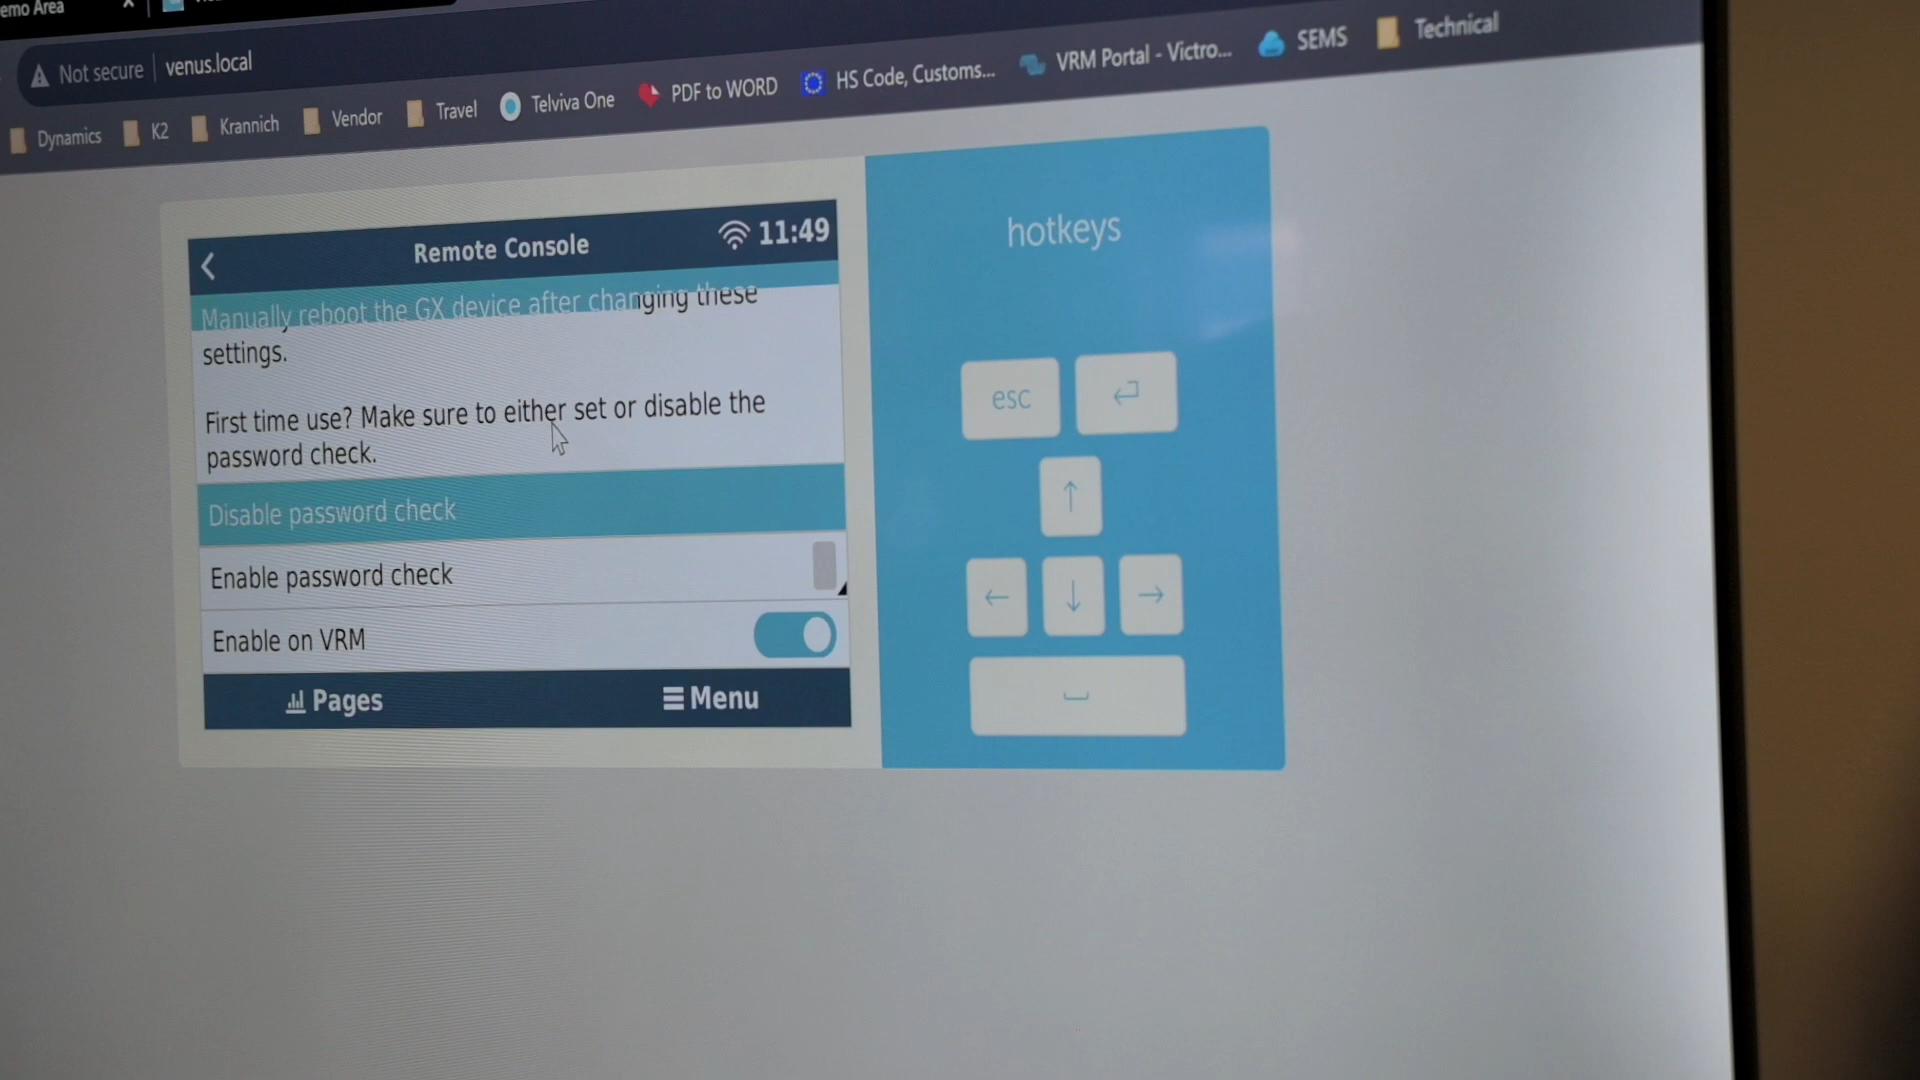 emo Area
Not secure venus.local
Dynamics K2 Krannich Vendor Travel Telviva One PDF to WORD HS Code, Customs... VRM Portal - Victro... SEMS Technical
Remote Console 11:49
Manually reboot the GX device after changing these
settings.
First time use? Make sure to either set or disable the
password check.
Disable password check
Enable password check
Enable on VRM
Pages Menu
hotkeys
esc